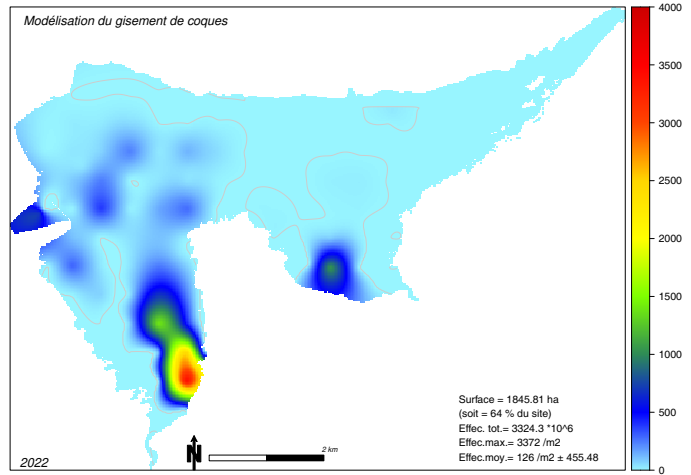 Modélisation du gisement de coques
4000
3500
3000
2500
2000
1500
1000
500
0
Surface = 1845.81 ha
(soit = 64 % du site)
Effec. tot.= 3324.3 *10^6
Effec.max.= 3372 /m2
Effec.moy.= 126 /m2 ± 455.48
2022
N
2 km